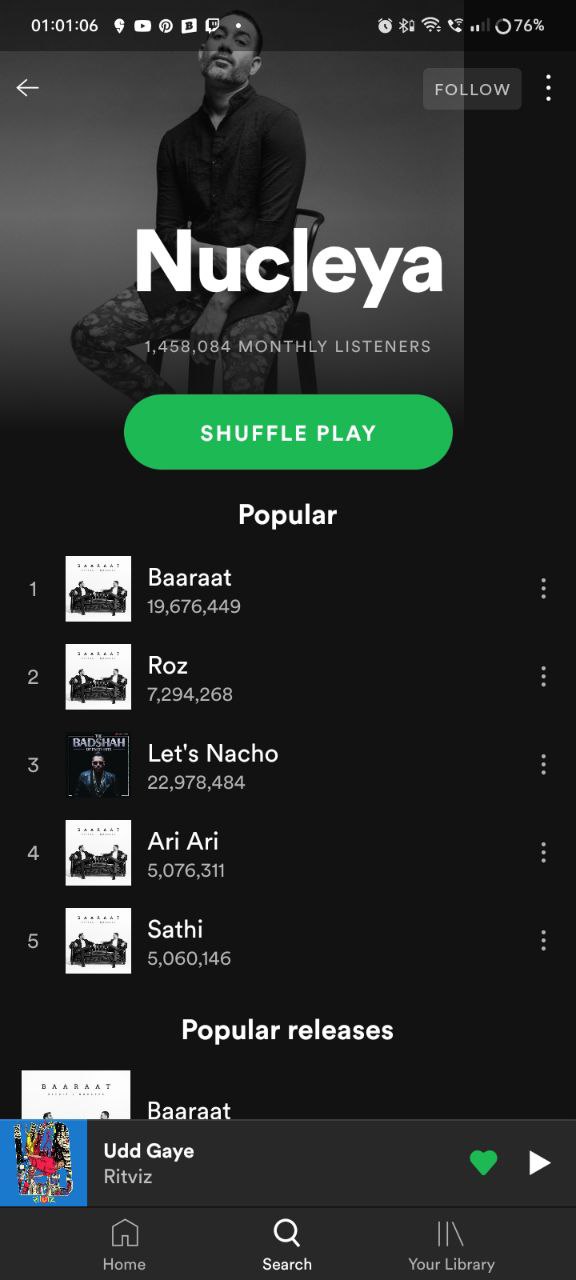 01:01:06
76%
FOLLOW
Nucleya
1,458,084 MONTHLY LISTENERS
SHUFFLE PLAY
Popular
1
Baaraat
19,676,449
2
Roz
7,294,268
3
BADSHAH
Let's Nacho
22,978,484
4
Ari Ari
5,076,311
5
Sathi
5,060,146
Popular releases
BAARAAT
Baaraat
Udd Gaye
Ritviz
Home
Search
Your Library